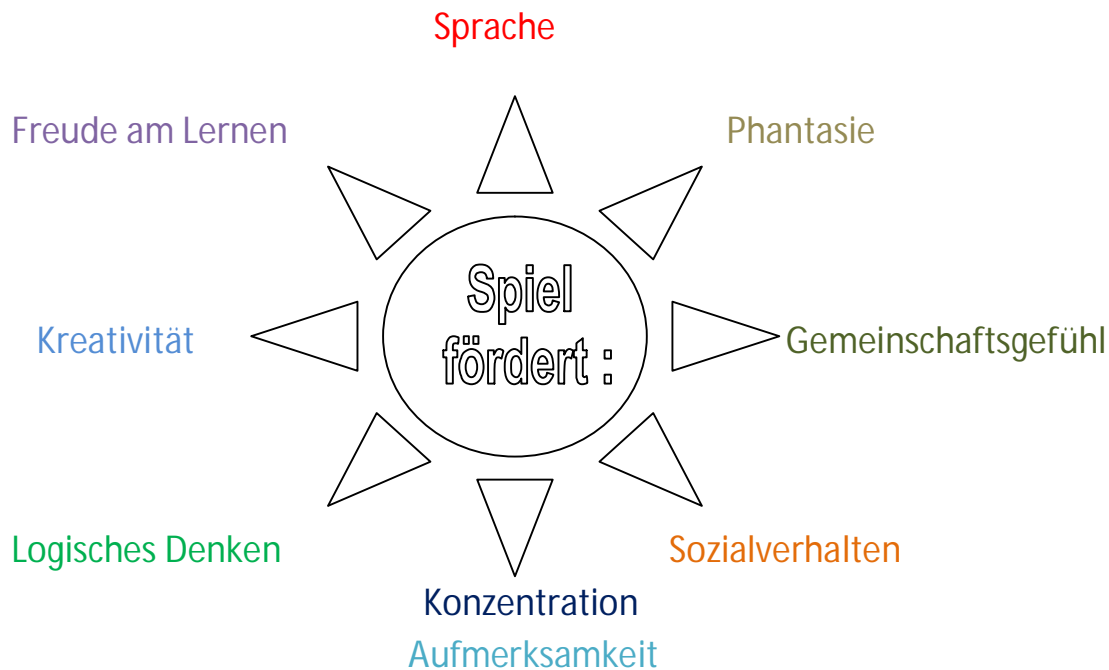 Sprache
Freude am Lernen
Phantasie
Spiel
fördert :
Kreativität
Gemeinschaftsgefühl
Logisches Denken
Sozialverhalten
Konzentration
Aufmerksamkeit